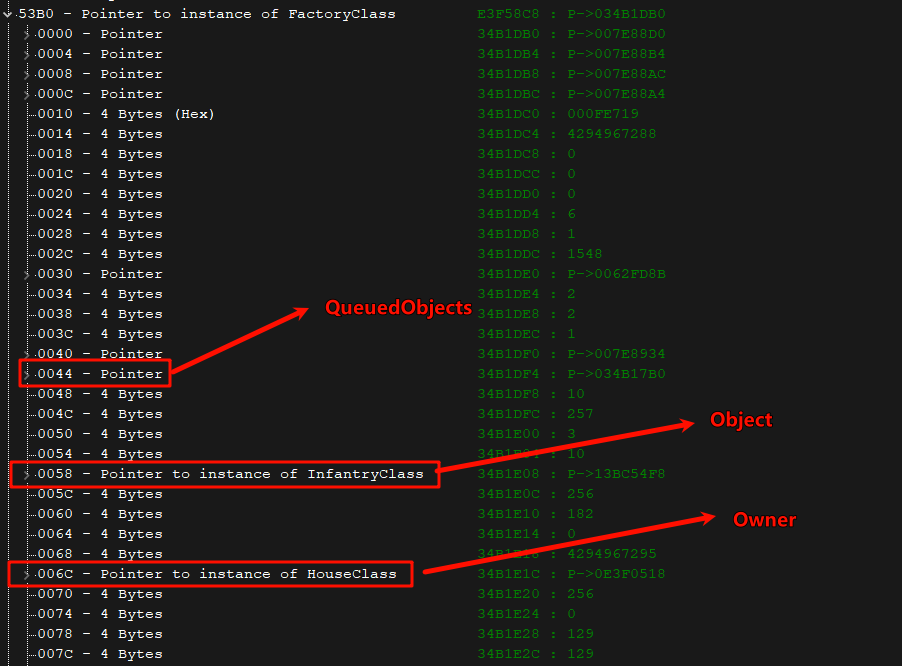 53B0 - Pointer to instance of FactoryClass E3F58C8 : P->034B1DB0
0000 - Pointer 34B1DB0 : P->007E88D0
0004 - Pointer 34B1DB4 : P->007E88B4
0008 - Pointer 34B1DB8 : P->007E88AC
000C - Pointer 34B1DBC : P->007E88A4
0010 - 4 Bytes (Hex) 34B1DC0 : 000FE719
0014 - 4 Bytes 34B1DC4 : 4294967288
0018 - 4 Bytes 34B1DC8 : 0
001C - 4 Bytes 34B1DCC : 0
0020 - 4 Bytes 34B1DD0 : 0
0024 - 4 Bytes 34B1DD4 : 6
0028 - 4 Bytes 34B1DD8 : 1
002C - 4 Bytes 34B1DDC : 1548
0030 - Pointer 34B1DE0 : P->0062FD8B
0034 - 4 Bytes 34B1DE4 : 2
QueuedObjects
0038 - 4 Bytes 34B1DE8 : 2
003C - 4 Bytes 34B1DEC : 1
0040 - Pointer 34B1DF0 : P->007E8934
0044 - Pointer 34B1DF4 : P->034B17B0
0048 - 4 Bytes 34B1DF8 : 10
004C - 4 Bytes 34B1DFC : 257
Object
0050 - 4 Bytes 34B1E00 : 3
0054 - 4 Bytes 34B1E04 : 10
0058 - Pointer to instance of InfantryClass 34B1E08 : P->13BC54F8
005C - 4 Bytes 34B1E0C : 256
0060 - 4 Bytes 34B1E10 : 182
Owner
0064 - 4 Bytes 34B1E14 : 0
0068 - 4 Bytes 34B1E18 : 4294967295
006C - Pointer to instance of HouseClass 34B1E1C : P->0E3F0518
0070 - 4 Bytes 34B1E20 : 256
0074 - 4 Bytes 34B1E24 : 0
0078 - 4 Bytes 34B1E28 : 129
007C - 4 Bytes 34B1E2C : 129